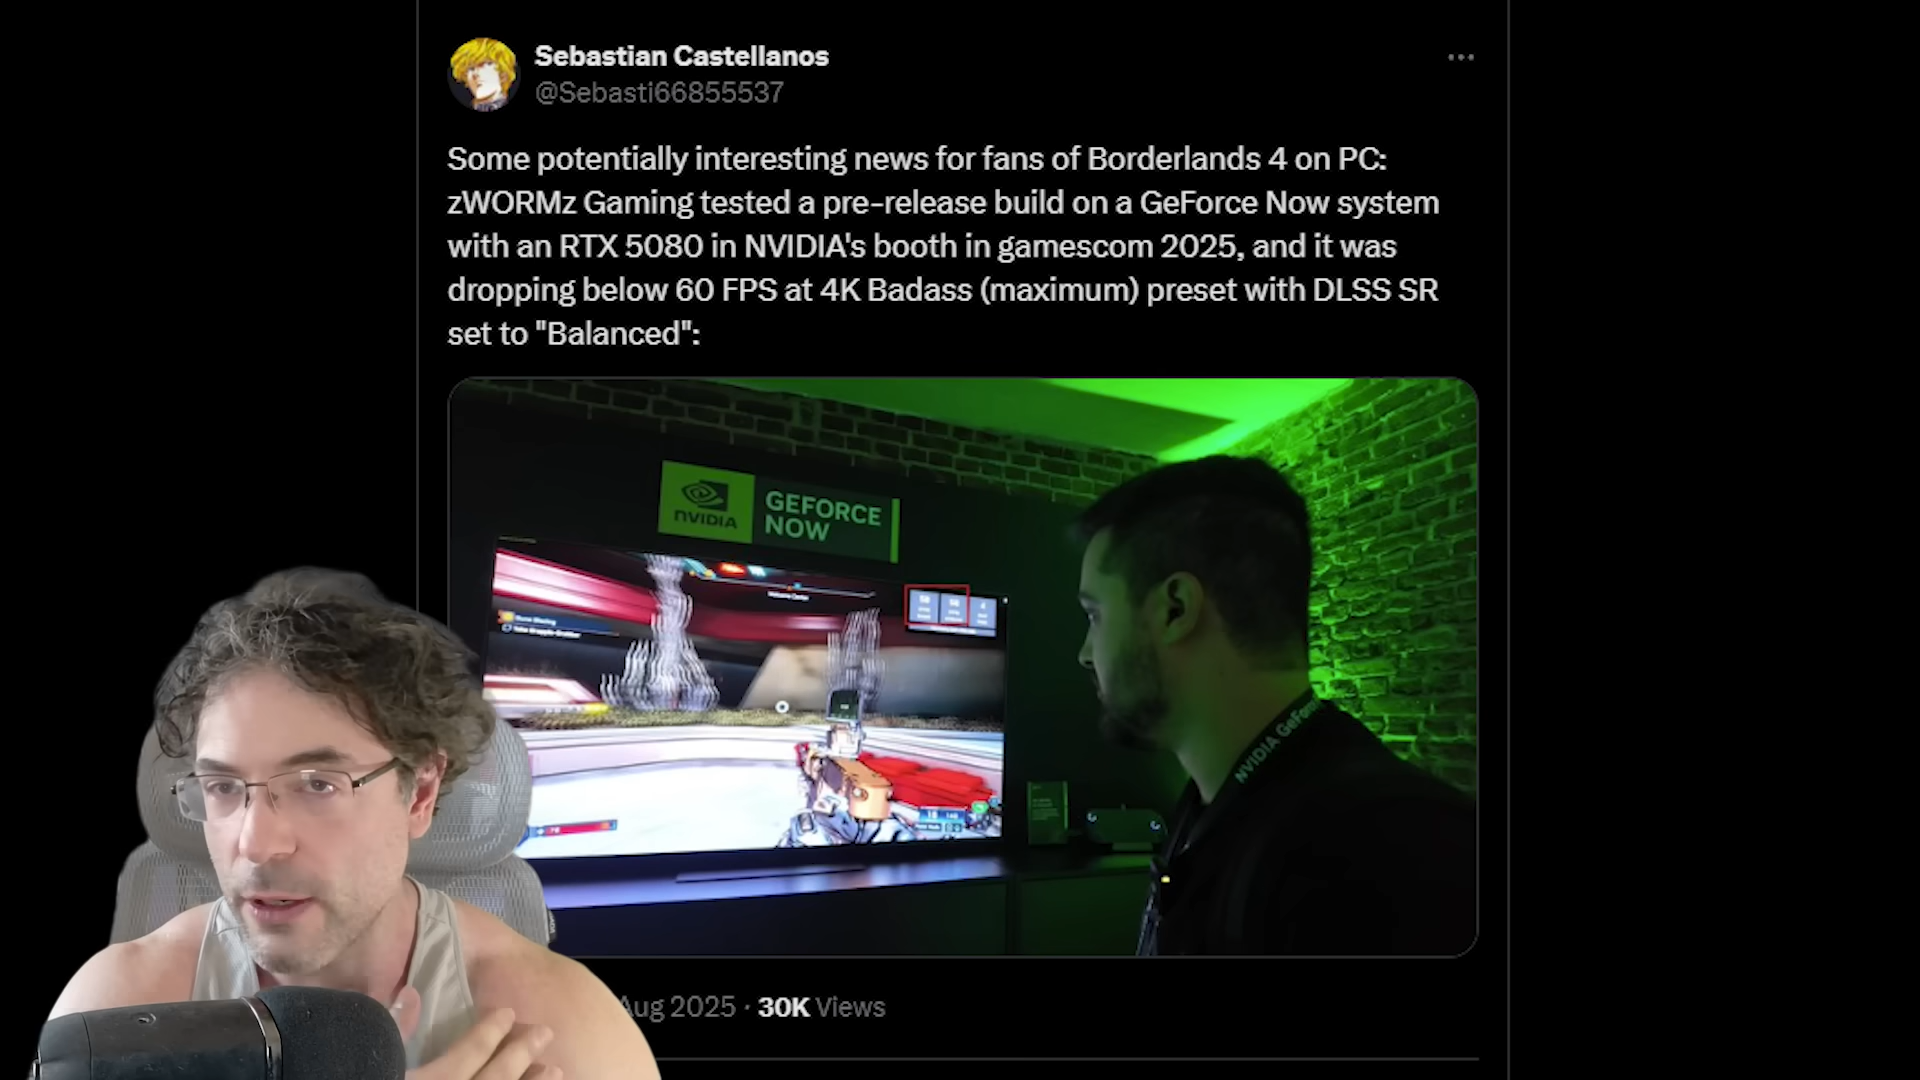 Sebastian Castellanos
@Sebasti66855537
Some potentially interesting news for fans of Borderlands 4 on PC:
zWORMz Gaming tested a pre-release build on a GeForce Now system
with an RTX 5080 in NVIDIA's booth in gamescom 2025, and it was
dropping below 60 FPS at 4K Badass (maximum) preset with DLSS SR
set to "Balanced":
NVIDIA
GEFORCE
NOW
NVIDIA GeForce
Aug 2025 · 30K Views